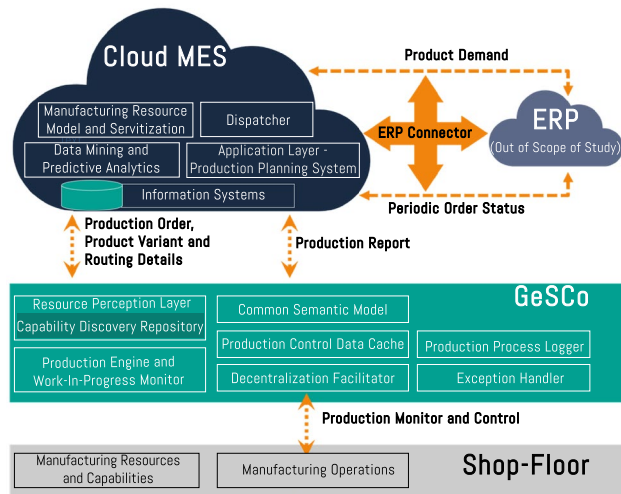 Cloud MES
Manufacturing Resource
Model and Servitization
Dispatcher
Data Mining and
Predictive Analytics
Application Layer -
Production Planning System
Information Systems
Product Demand
ERP Connector
ERP
(Out of Scope of Study)
Periodic Order Status
Production Order,
Product Variant and
Routing Details
Production Report
GeSCo
Resource Perception Layer
Capability Discovery Repository
Common Semantic Model
Production Engine and
Work-In-Progress Monitor
Production Control Data Cache
Production Process Logger
Decentralization Facilitator
Exception Handler
Production Monitor and Control
Manufacturing Resources
and Capabilities
Manufacturing Operations
Shop-Floor